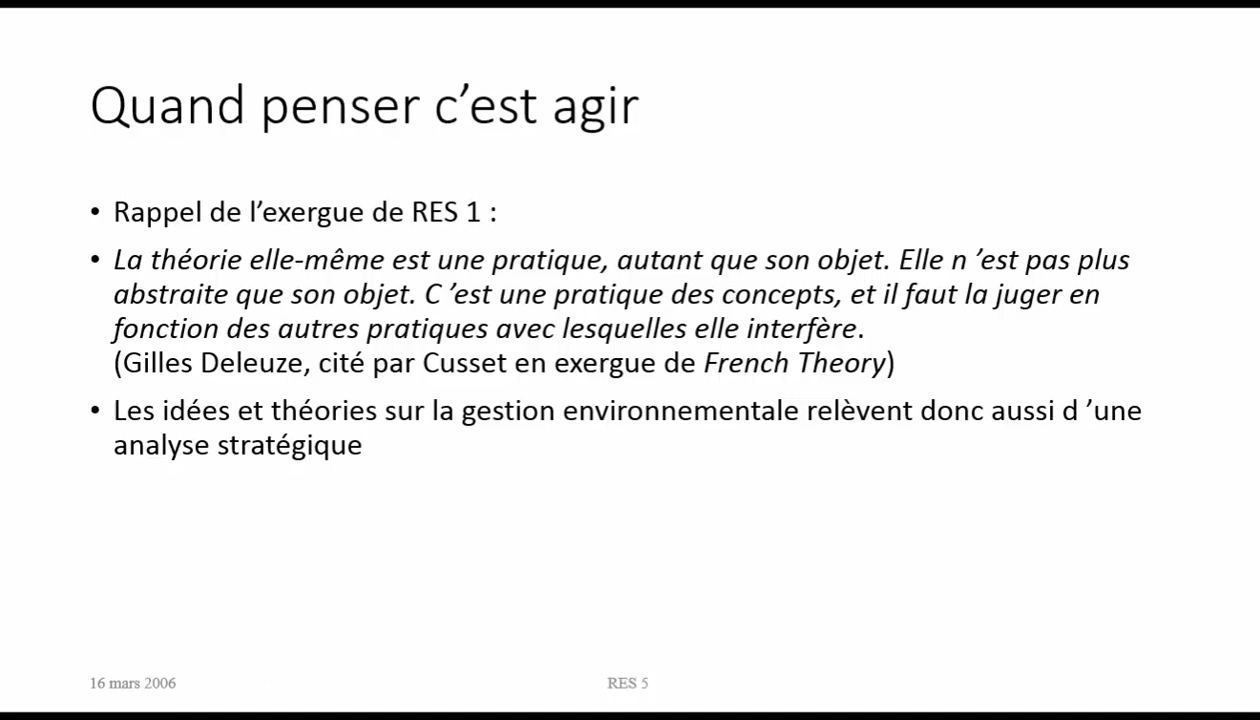 Quand penser c’est agir
• Rappel de l’exergue de RES 1 :
• La théorie elle-même est une pratique, autant que son objet. Elle n ’est pas plus
abstraite que son objet. C ’est une pratique des concepts, et il faut la juger en
fonction des autres pratiques avec lesquelles elle interfère.
(Gilles Deleuze, cité par Cusset en exergue de French Theory)
• Les idées et théories sur la gestion environnementale relèvent donc aussi d ’une
analyse stratégique
16 mars 2006
RES 5